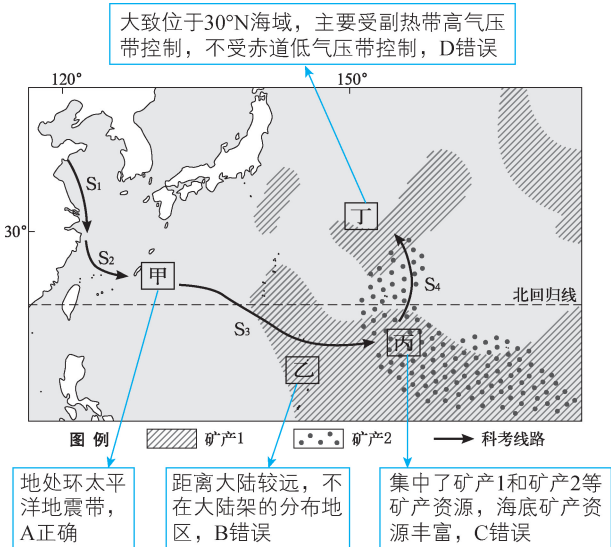 大致位于30°N海域，主要受副热带高气压
带控制，不受赤道低气压带控制，D错误
120°
150°
S₁
30°
丁
S₂
甲
S₄
北回归线
S₃
丙
乙
图 例
矿产1
矿产2
科考线路
地处环太平
洋地震带，
A正确
距离大陆较远，不
在大陆架的分布地
区，B错误
集中了矿产1和矿产2等
矿产资源，海底矿产资
源丰富，C错误